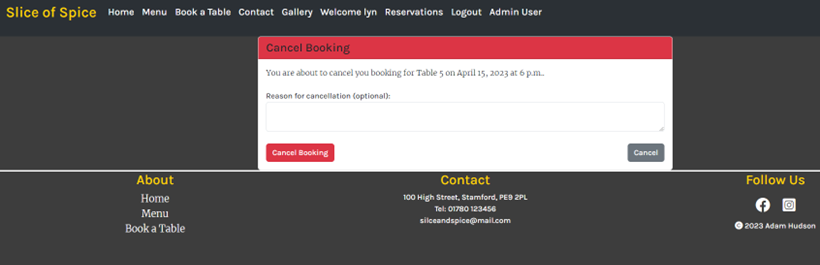 Slice of Spice Home Menu Book a Table Contact Gallery Welcome lyn Reservations Logout Admin User
Cancel Booking
You are about to cancel you booking for Table 5 on April 15, 2023 at 6 p.m..
Reason for cancellation (optional):
Cancel Booking Cancel
About
Home
Menu
Book a Table
Contact
100 High Street, Stamford, PE9 2PL
Tel: 01780 123456
silceandspice@mail.com
Follow Us
© 2023 Adam Hudson